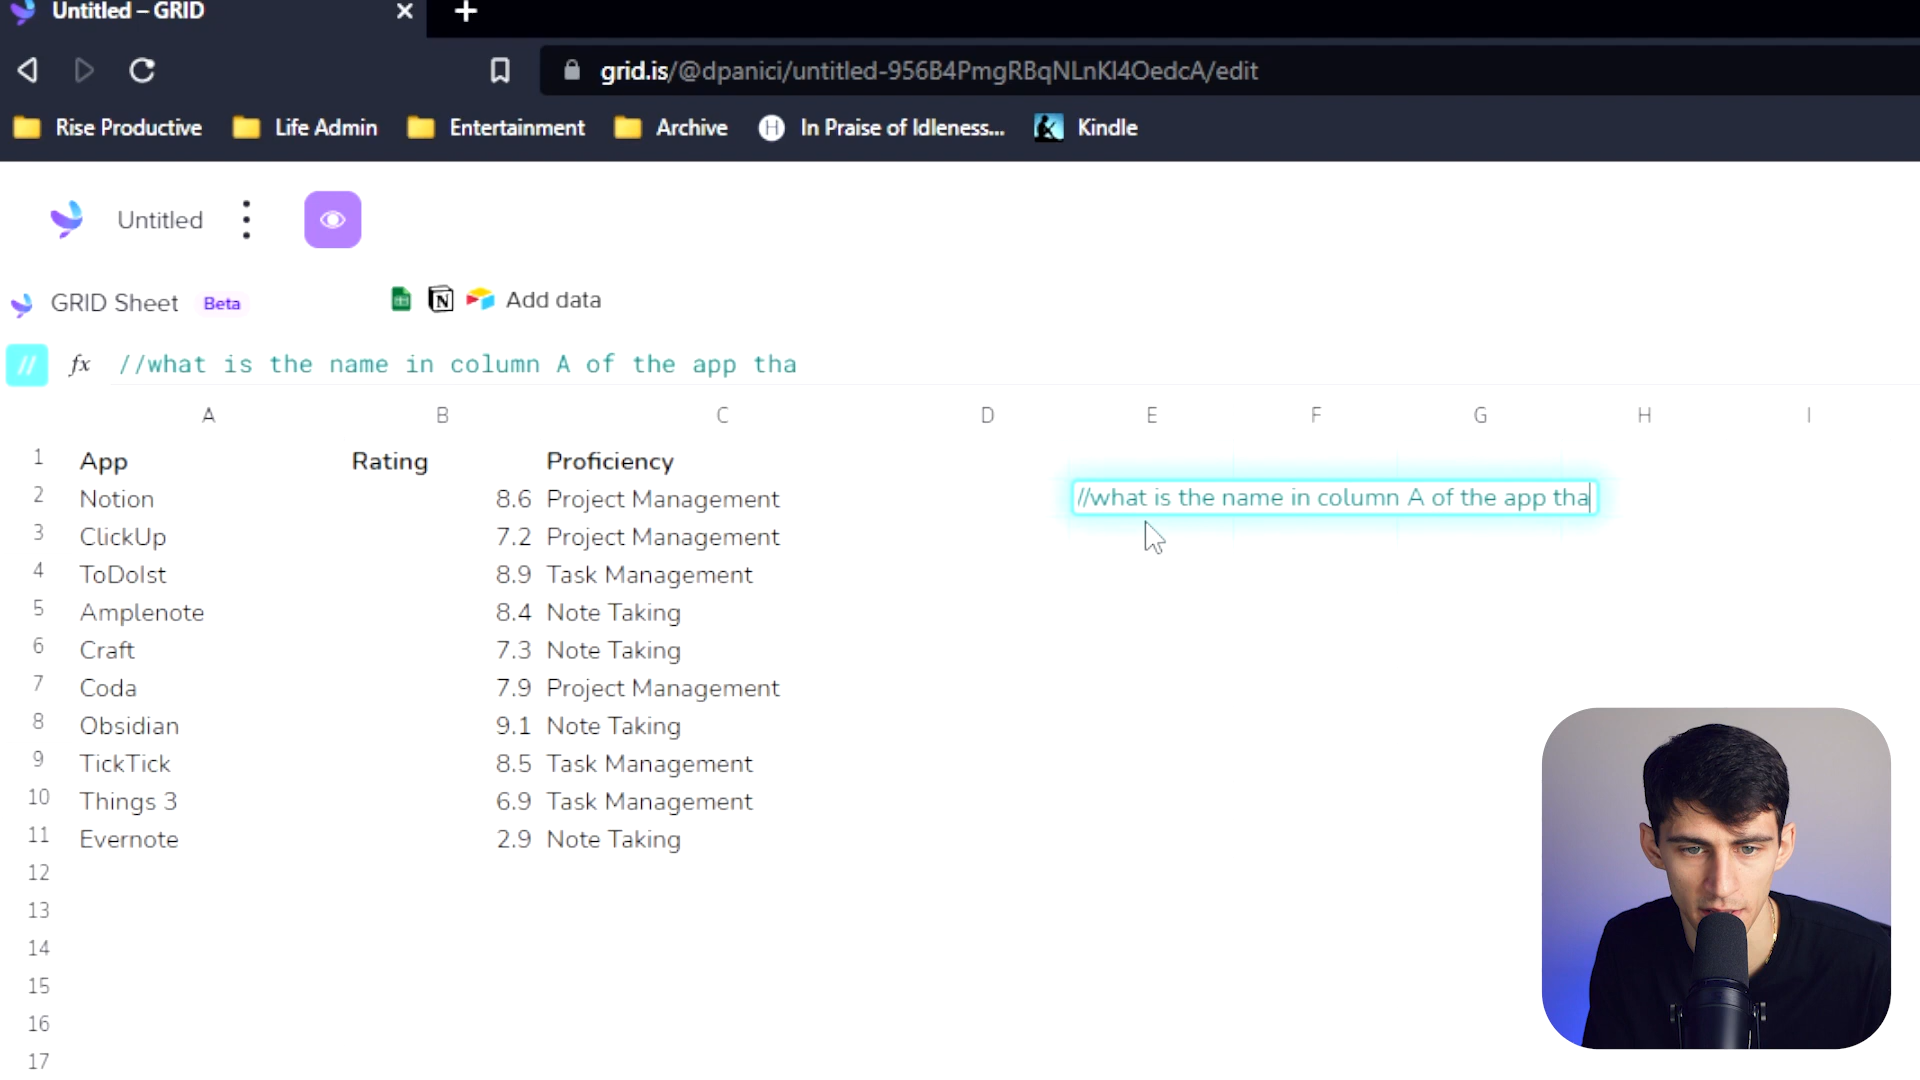 Untitled – GRID
grid.is/@dpanici/untitled-956B4PmgRBqNLnKl4OedcA/edit
Rise Productive Life Admin Entertainment Archive In Praise of Idleness... Kindle
Untitled
GRID Sheet Beta Add data
// fx //what is the name in column A of the app tha
A B C D E F G H I
1 App Rating Proficiency
2 Notion 8.6 Project Management //what is the name in column A of the app tha
3 ClickUp 7.2 Project Management
4 ToDoIst 8.9 Task Management
5 Amplenote 8.4 Note Taking
6 Craft 7.3 Note Taking
7 Coda 7.9 Project Management
8 Obsidian 9.1 Note Taking
9 TickTick 8.5 Task Management
10 Things 3 6.9 Task Management
11 Evernote 2.9 Note Taking
12
13
14
15
16
17